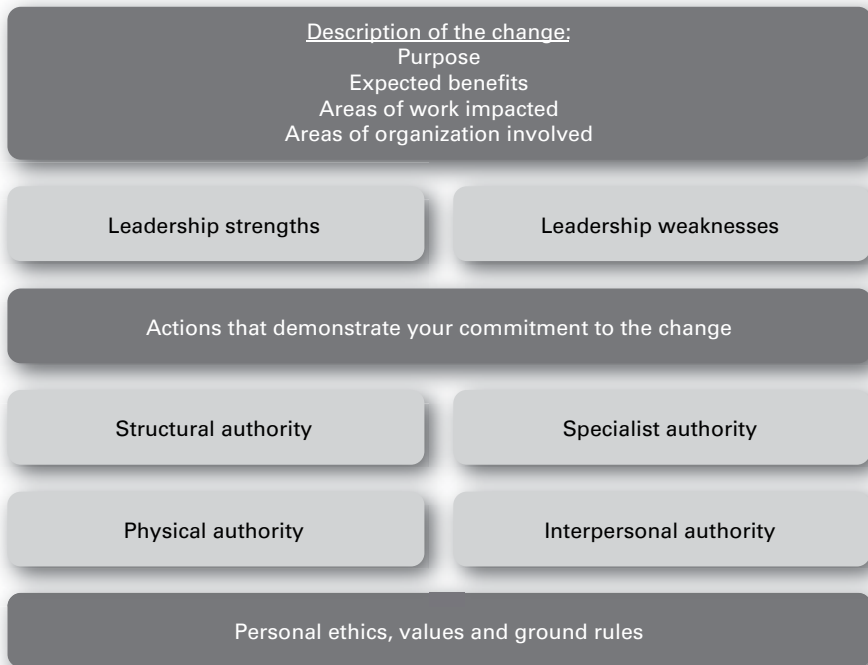 Description of the change:
Purpose
Expected benefits
Areas of work impacted
Areas of organization involved
Leadership strengths
Leadership weaknesses
Actions that demonstrate your commitment to the change
Structural authority
Specialist authority
Physical authority
Interpersonal authority
Personal ethics, values and ground rules